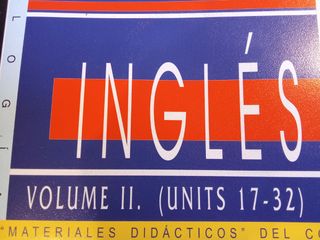 L
O
G
Í
INGLÉS
VOLUME II. (UNITS 17-32)
"MATERIALES DIDÁCTICOS" DEL